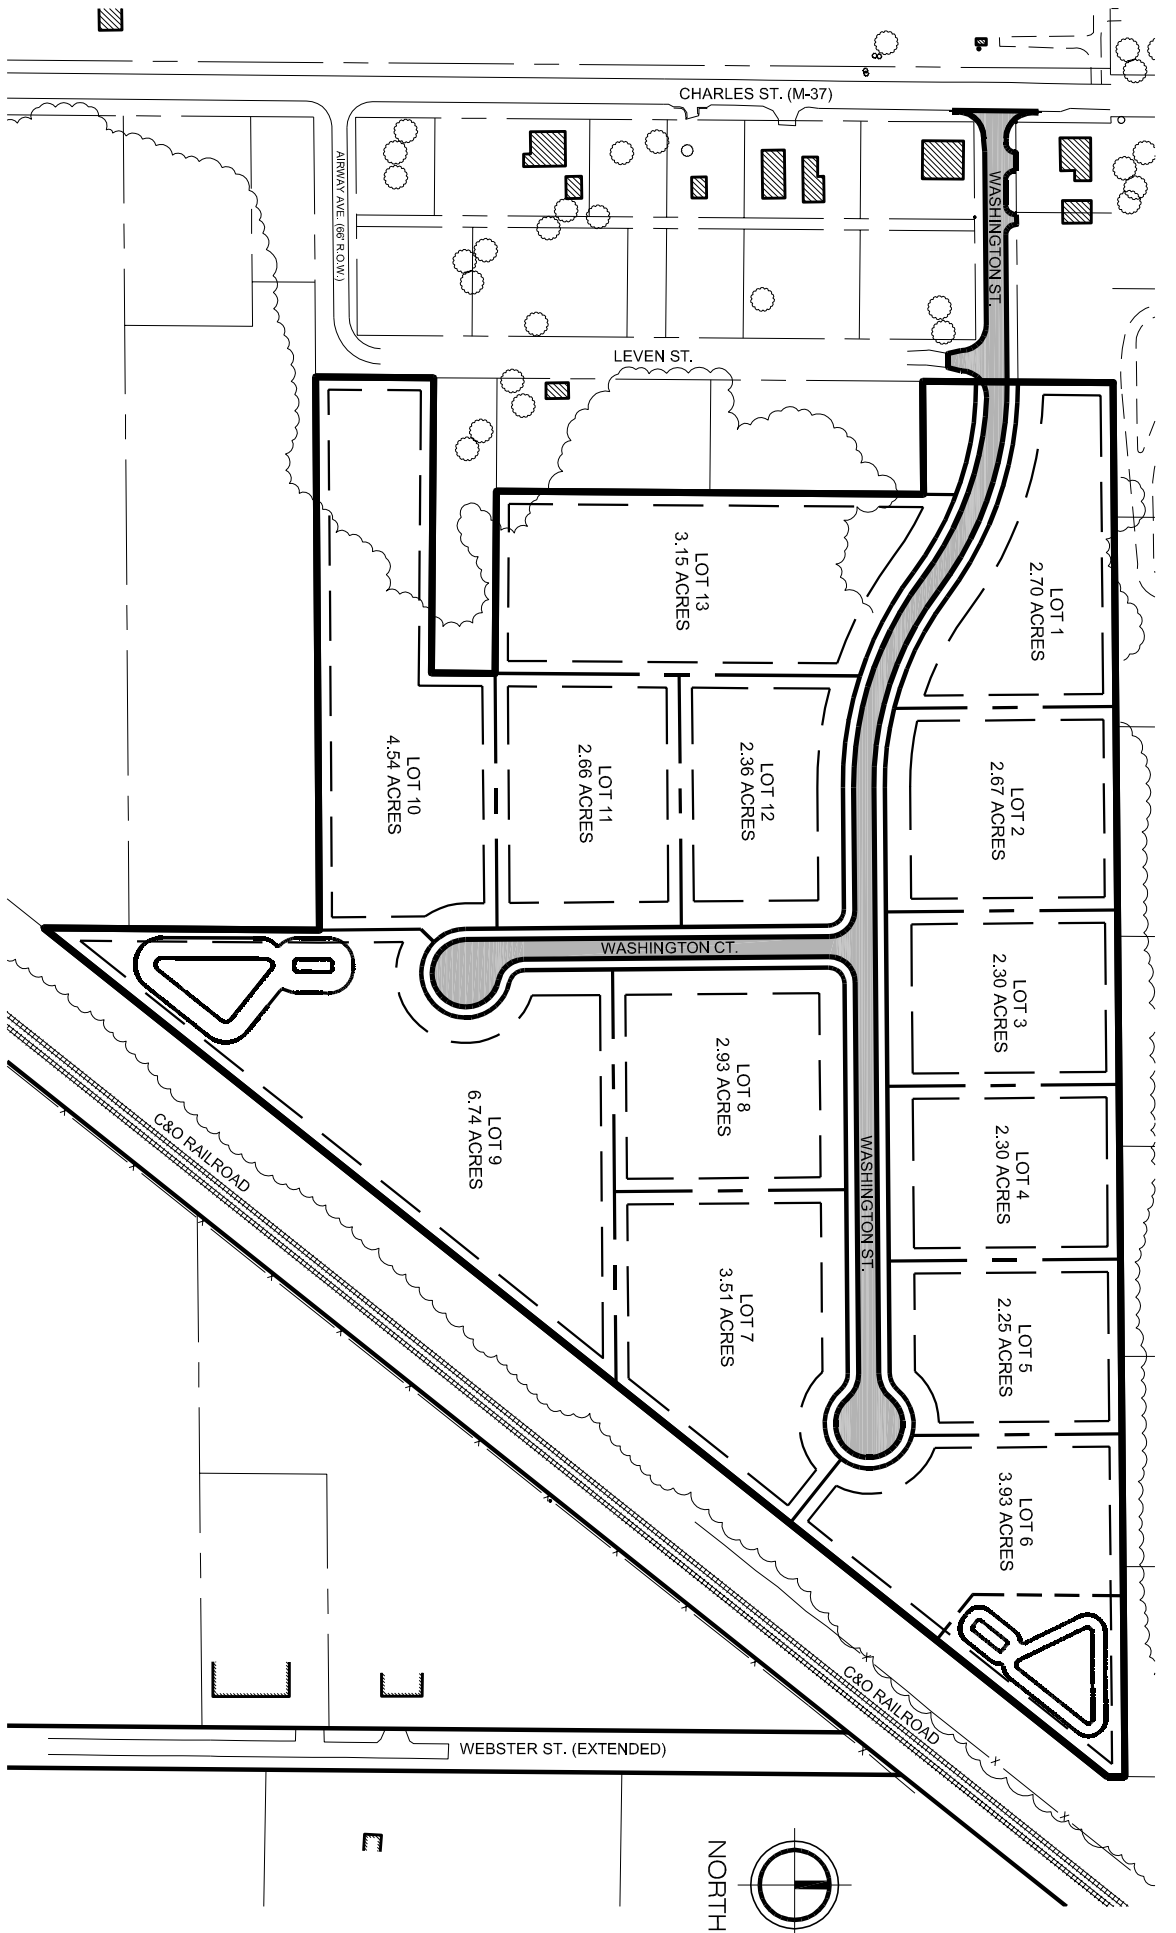 CHARLES ST. (M-37)
AIRWAY AVE. (66' R.O.W.)
WASHINGTON ST.
LEVEN ST.
LOT 13
3.15 ACRES
LOT 1
2.70 ACRES
LOT 10
4.54 ACRES
LOT 11
2.66 ACRES
LOT 12
2.36 ACRES
LOT 2
2.67 ACRES
WASHINGTON CT.
LOT 3
2.30 ACRES
LOT 8
2.93 ACRES
LOT 9
6.74 ACRES
C&O RAILROAD
WASHINGTON ST.
LOT 4
2.30 ACRES
LOT 7
3.51 ACRES
LOT 5
2.25 ACRES
LOT 6
3.93 ACRES
C&O RAILROAD
WEBSTER ST. (EXTENDED)
NORTH